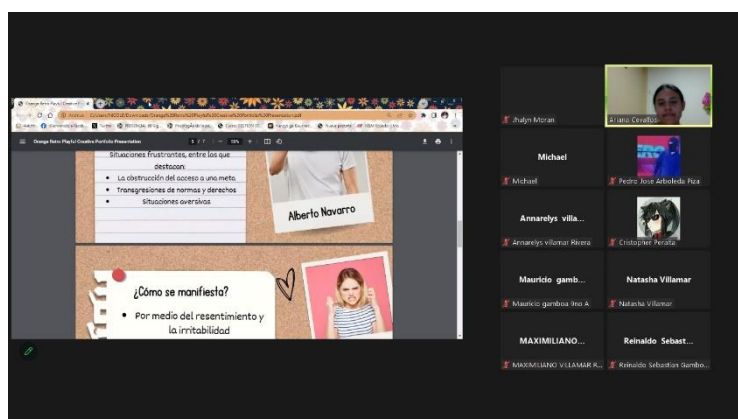 Orange Retro Playful Creative Portfolio Presentation
Situaciones frustrantes, entre las que
destacan:
• La obstrucción del acceso a una meta
• Transgresiones de normas y derechos
• Situaciones aversivas
Alberto Navarro
¿Cómo se manifiesta?
• Por medio del resentimiento y
la irritabilidad
Jhalyn Moran
Ariana Cevallos
Michael
Michael
Pedro Jose Arboleda Piza
Annarelys villa...
Annarelys villamar Rivera
Cristopher Peralta
Mauricio gamb...
Mauricio gamboa 9no A
Natasha Villamar
Natasha Villamar
MAXIMILIANO...
MAXIMILIANO VILLAMAR R...
Reinaldo Sebast...
Reinaldo Sebastian Gambo...